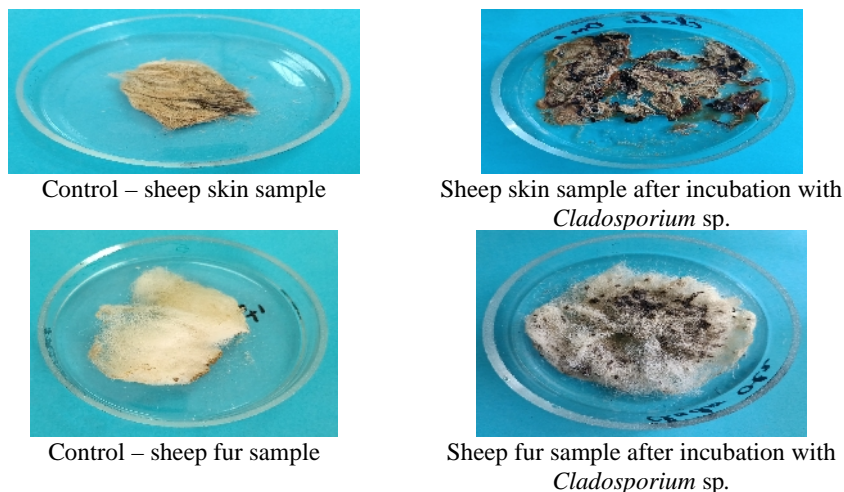 Control – sheep skin sample
Sheep skin sample after incubation with
Cladosporium sp.
Control – sheep fur sample
Sheep fur sample after incubation with
Cladosporium sp.